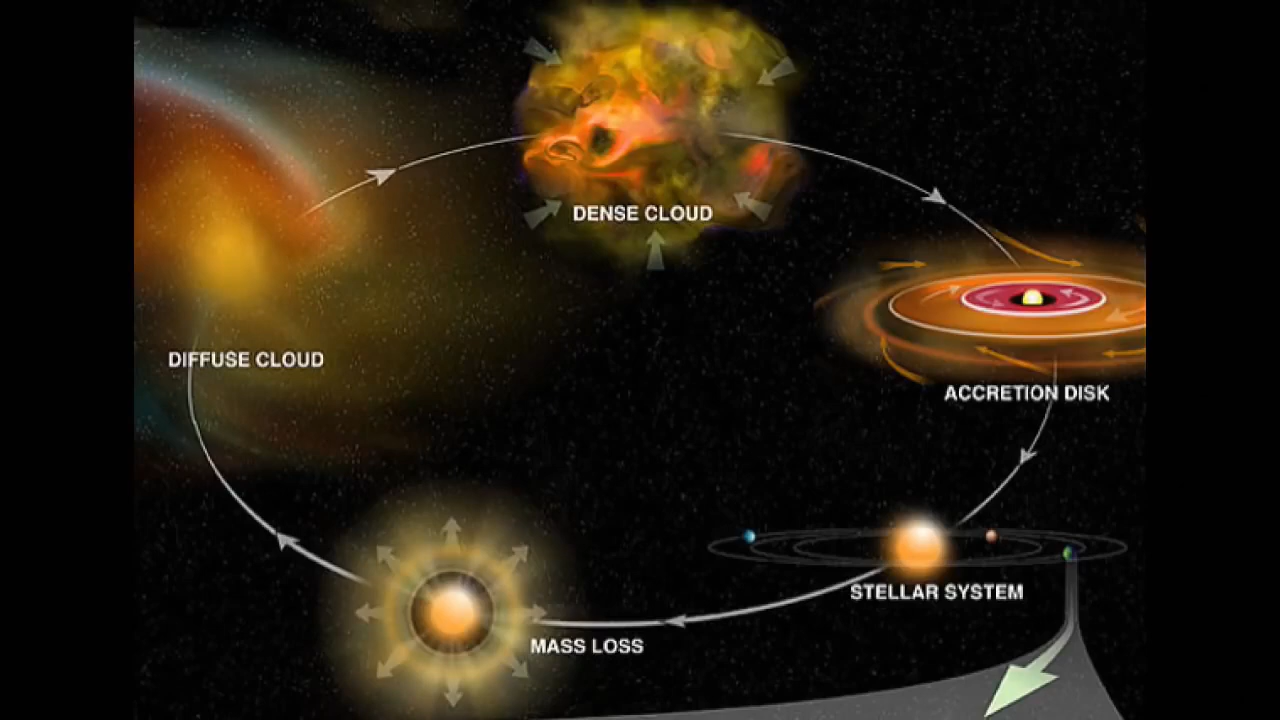 DENSE CLOUD
DIFFUSE CLOUD
ACCRETION DISK
STELLAR SYSTEM
MASS LOSS